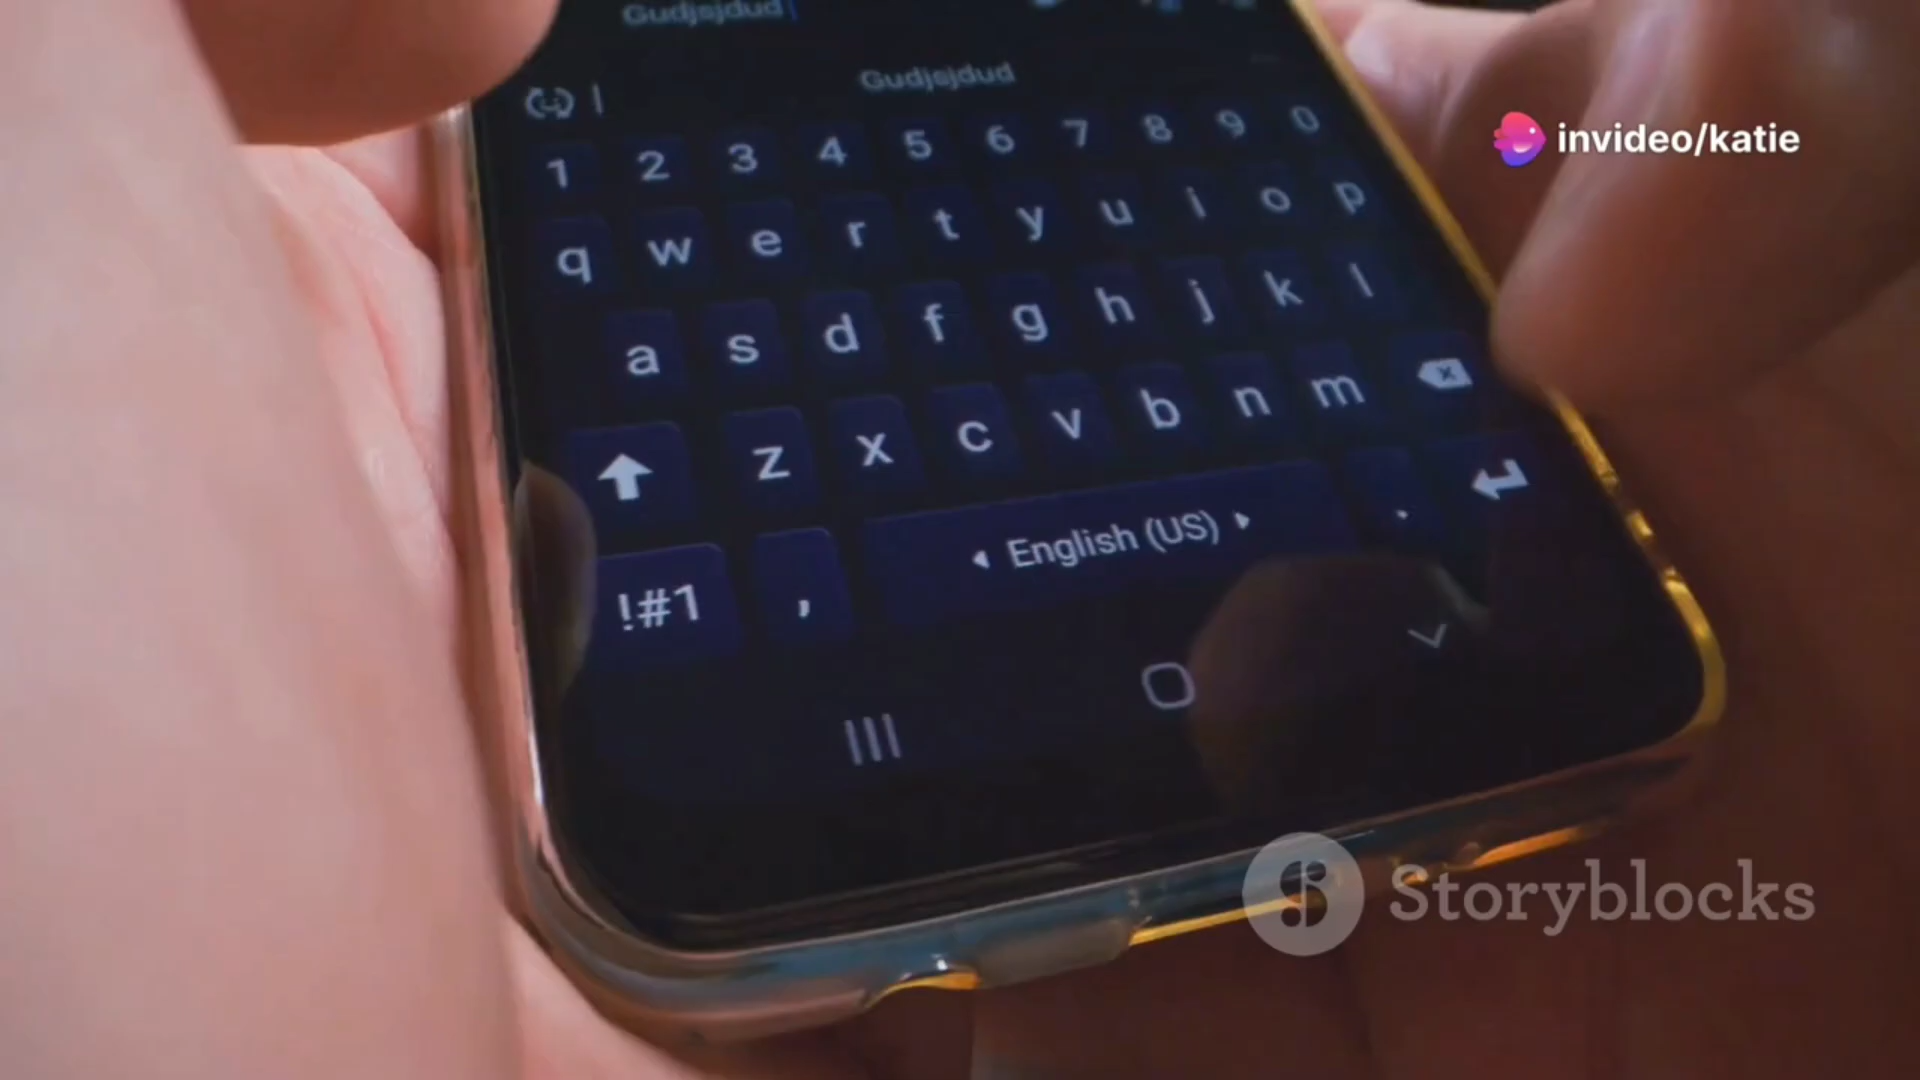 Gudjsjdud
Gudjsjdud
invideo/katie
1 2 3 4 5 6 7 8 9 0
q w e r t y u i o p
a s d f g h j k l
z x c v b n m
!#1 , English (US) .
Storyblocks